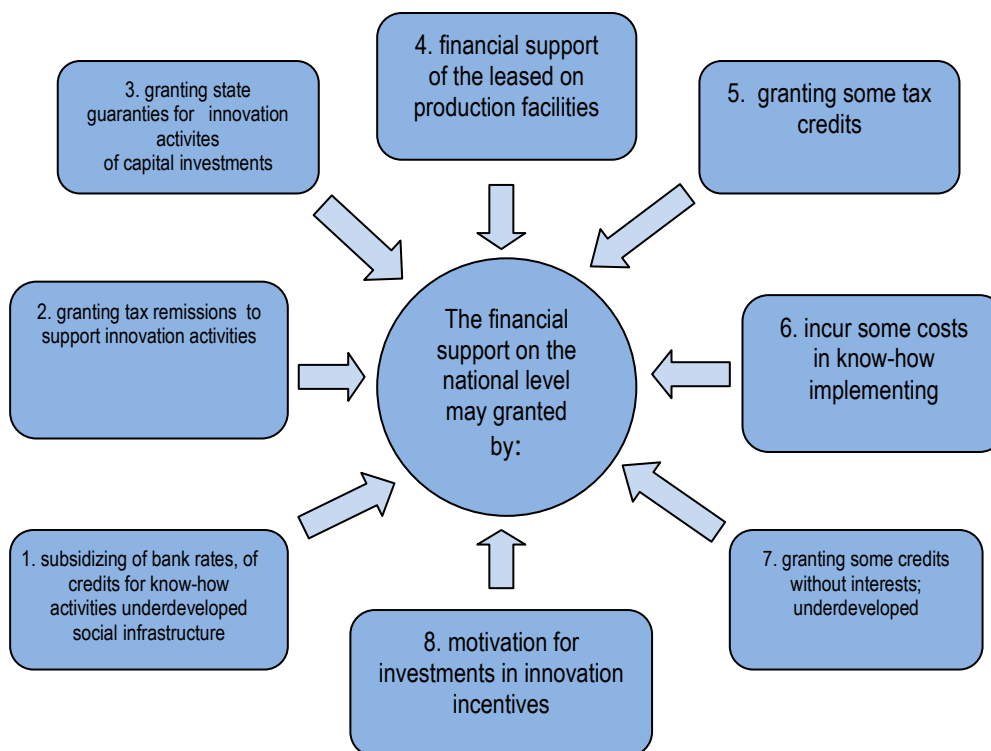 4. financial support
of the leased on
production facilities
3. granting state
guaranties for innovation
activites
of capital investments
5. granting some tax
credits
2. granting tax remissions to
support innovation activities
The financial
support on the
national level
may granted
by:
6. incur some costs
in know-how
implementing
1. subsidizing of bank rates, of
credits for know-how
activities underdeveloped
social infrastructure
7. granting some credits
without interests;
underdeveloped
8. motivation for
investments in innovation
incentives